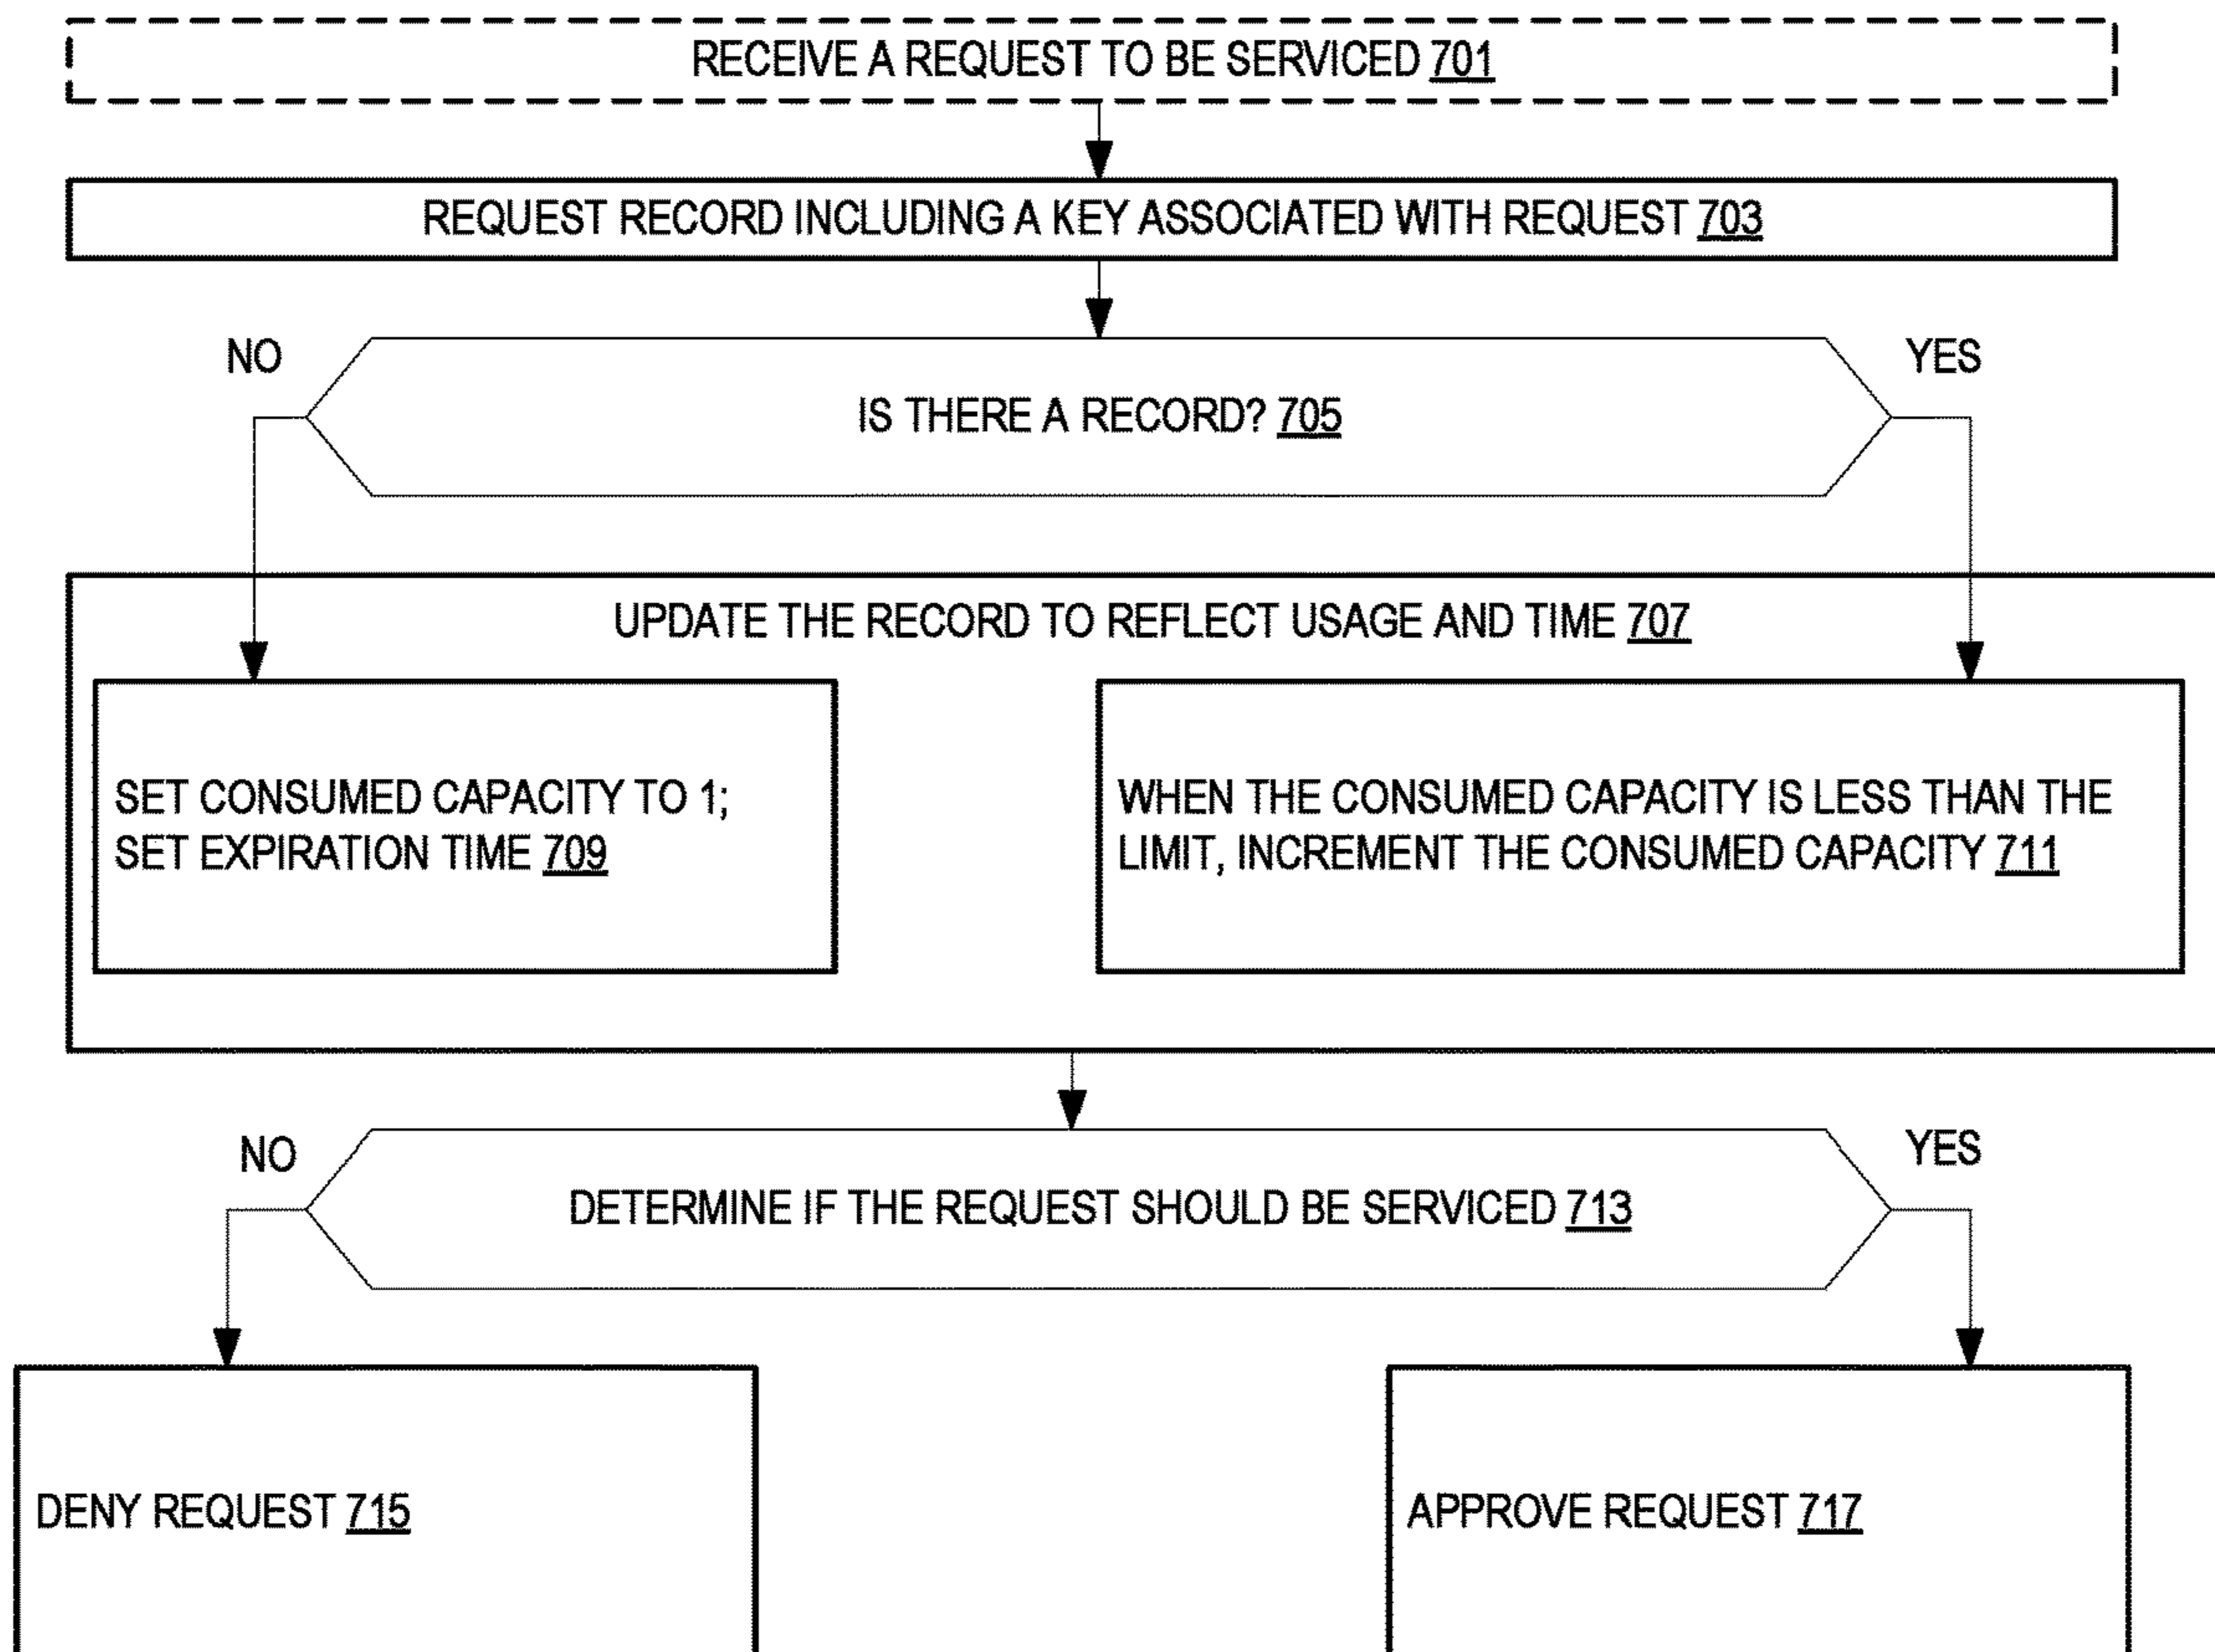 RECEIVE A REQUEST TO BE SERVICED 701
REQUEST RECORD INCLUDING A KEY ASSOCIATED WITH REQUEST 703
NO
YES
IS THERE A RECORD? 705
UPDATE THE RECORD TO REFLECT USAGE AND TIME 707
SET CONSUMED CAPACITY TO 1;
SET EXPIRATION TIME 709
WHEN THE CONSUMED CAPACITY IS LESS THAN THE
LIMIT, INCREMENT THE CONSUMED CAPACITY 711
NO
YES
DETERMINE IF THE REQUEST SHOULD BE SERVICED 713
DENY REQUEST 715
APPROVE REQUEST 717